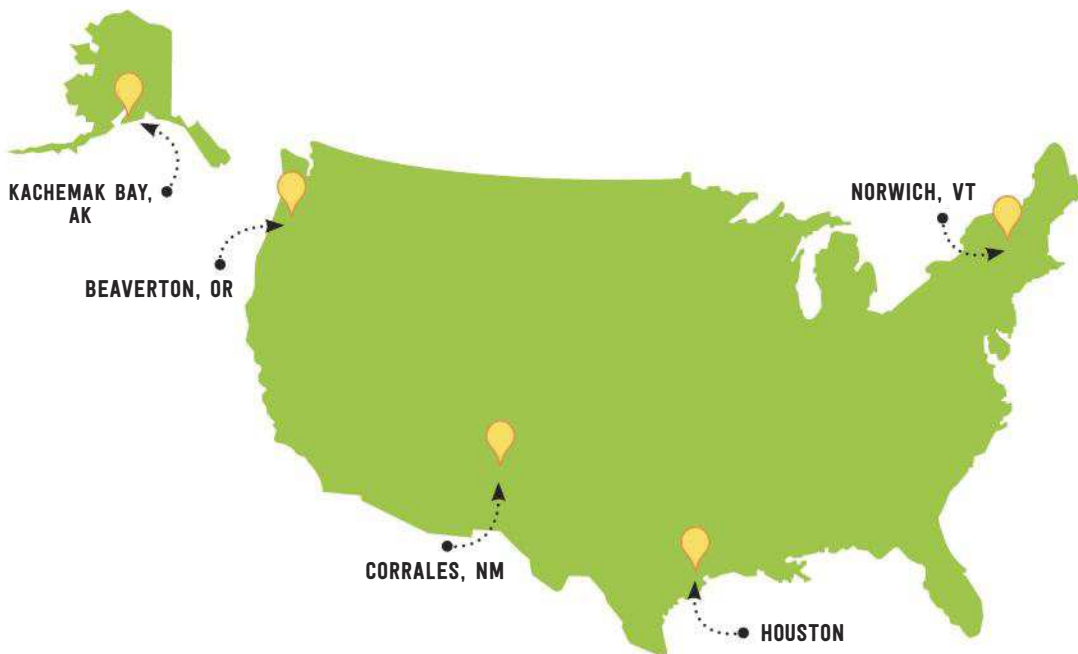 KACHEMAK BAY,
AK
NORWICH, VT
BEAVERTON, OR
CORRALES, NM
HOUSTON